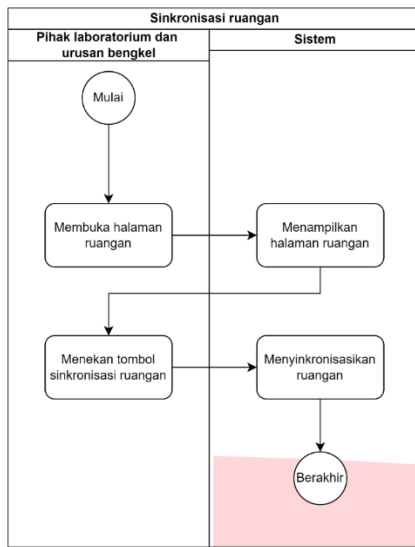 Sinkronisasi ruangan
Pihak laboratorium dan
urusan bengkel
Sistem
Mulai
Membuka halaman
ruangan
Menampilkan
halaman ruangan
Menekan tombol
sinkronisasi ruangan
Menyinkronisasikan
ruangan
Berakhir